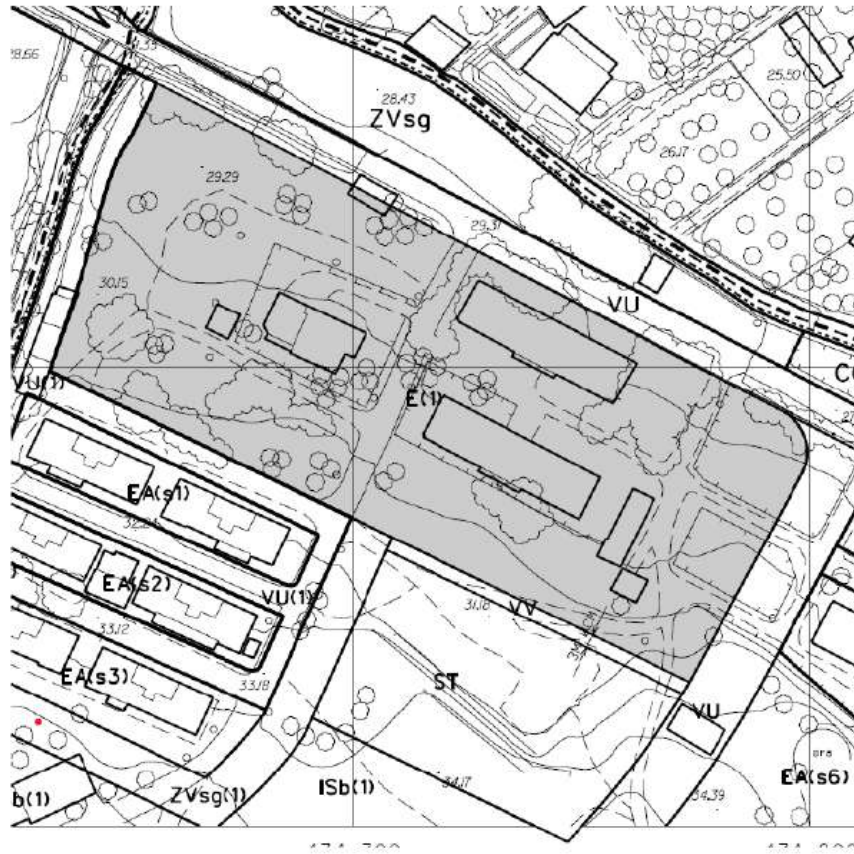 28.66
28.43
ZVsg
25.50
26.17
29.29
29.31
30.15
VU
VU(1)
E(1)
EA(s1)
32.21
EA(s2)
VU(1)
33.12
31.18
VV
EA(s3)
33.18
ST
VU
ZVsg(1)
ISb(1)
34.17
34.39
EA(s6)
b(1)